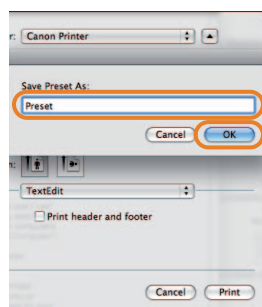 r: Canon Printer
Save Preset As:
Preset
Cancel OK
n:
TextEdit
Print header and footer
Cancel Print